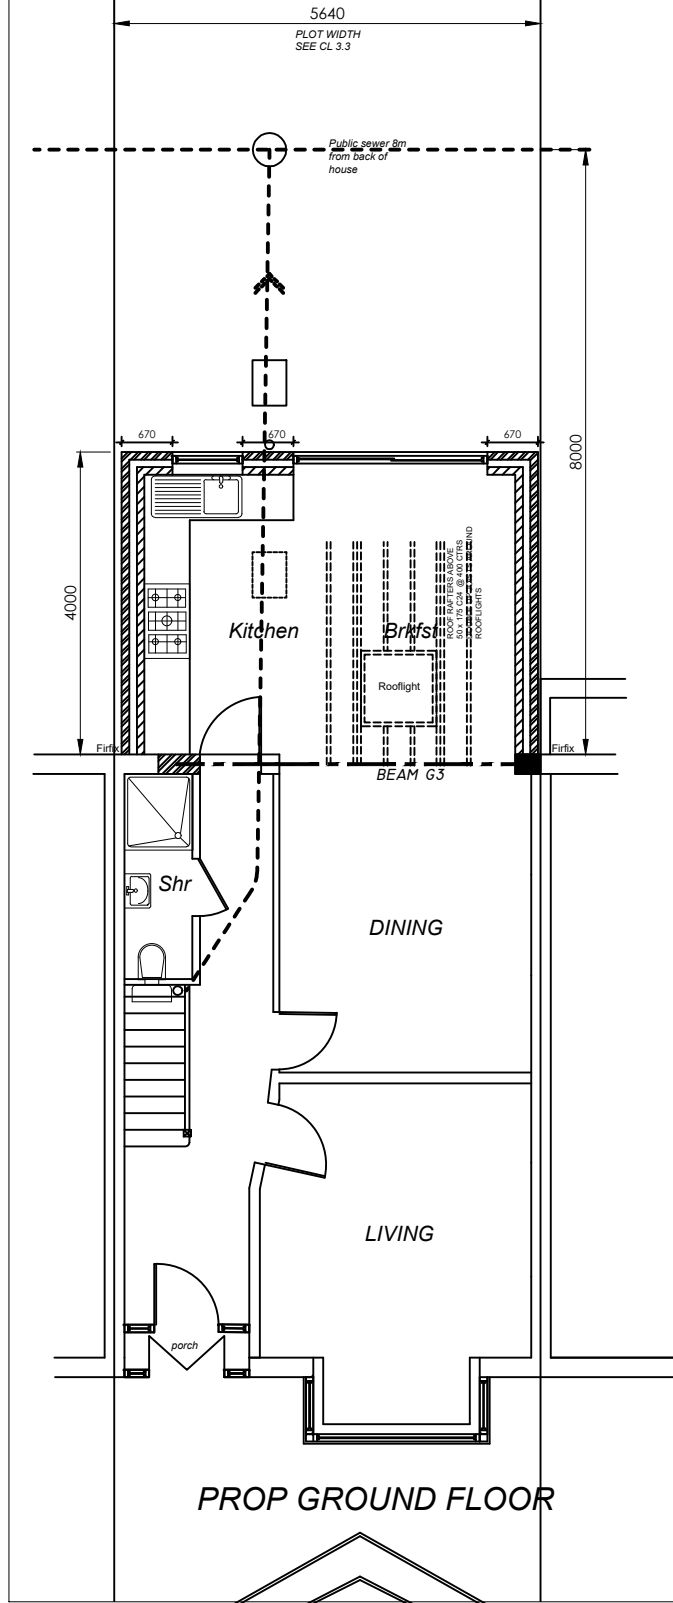 5640
PLOT WIDTH
SEE CL 3.3
Public sewer 8m
from back of
house
670
670
670
8000
4000
ROOF RAFTERS ABOVE
50 x 175 C24 @ 400 CTRS
ROOFLIGHTS
Kitchen
Brkfst
Rooflight
Firfix
Firfix
BEAM G3
Shr
DINING
LIVING
porch
PROP GROUND FLOOR